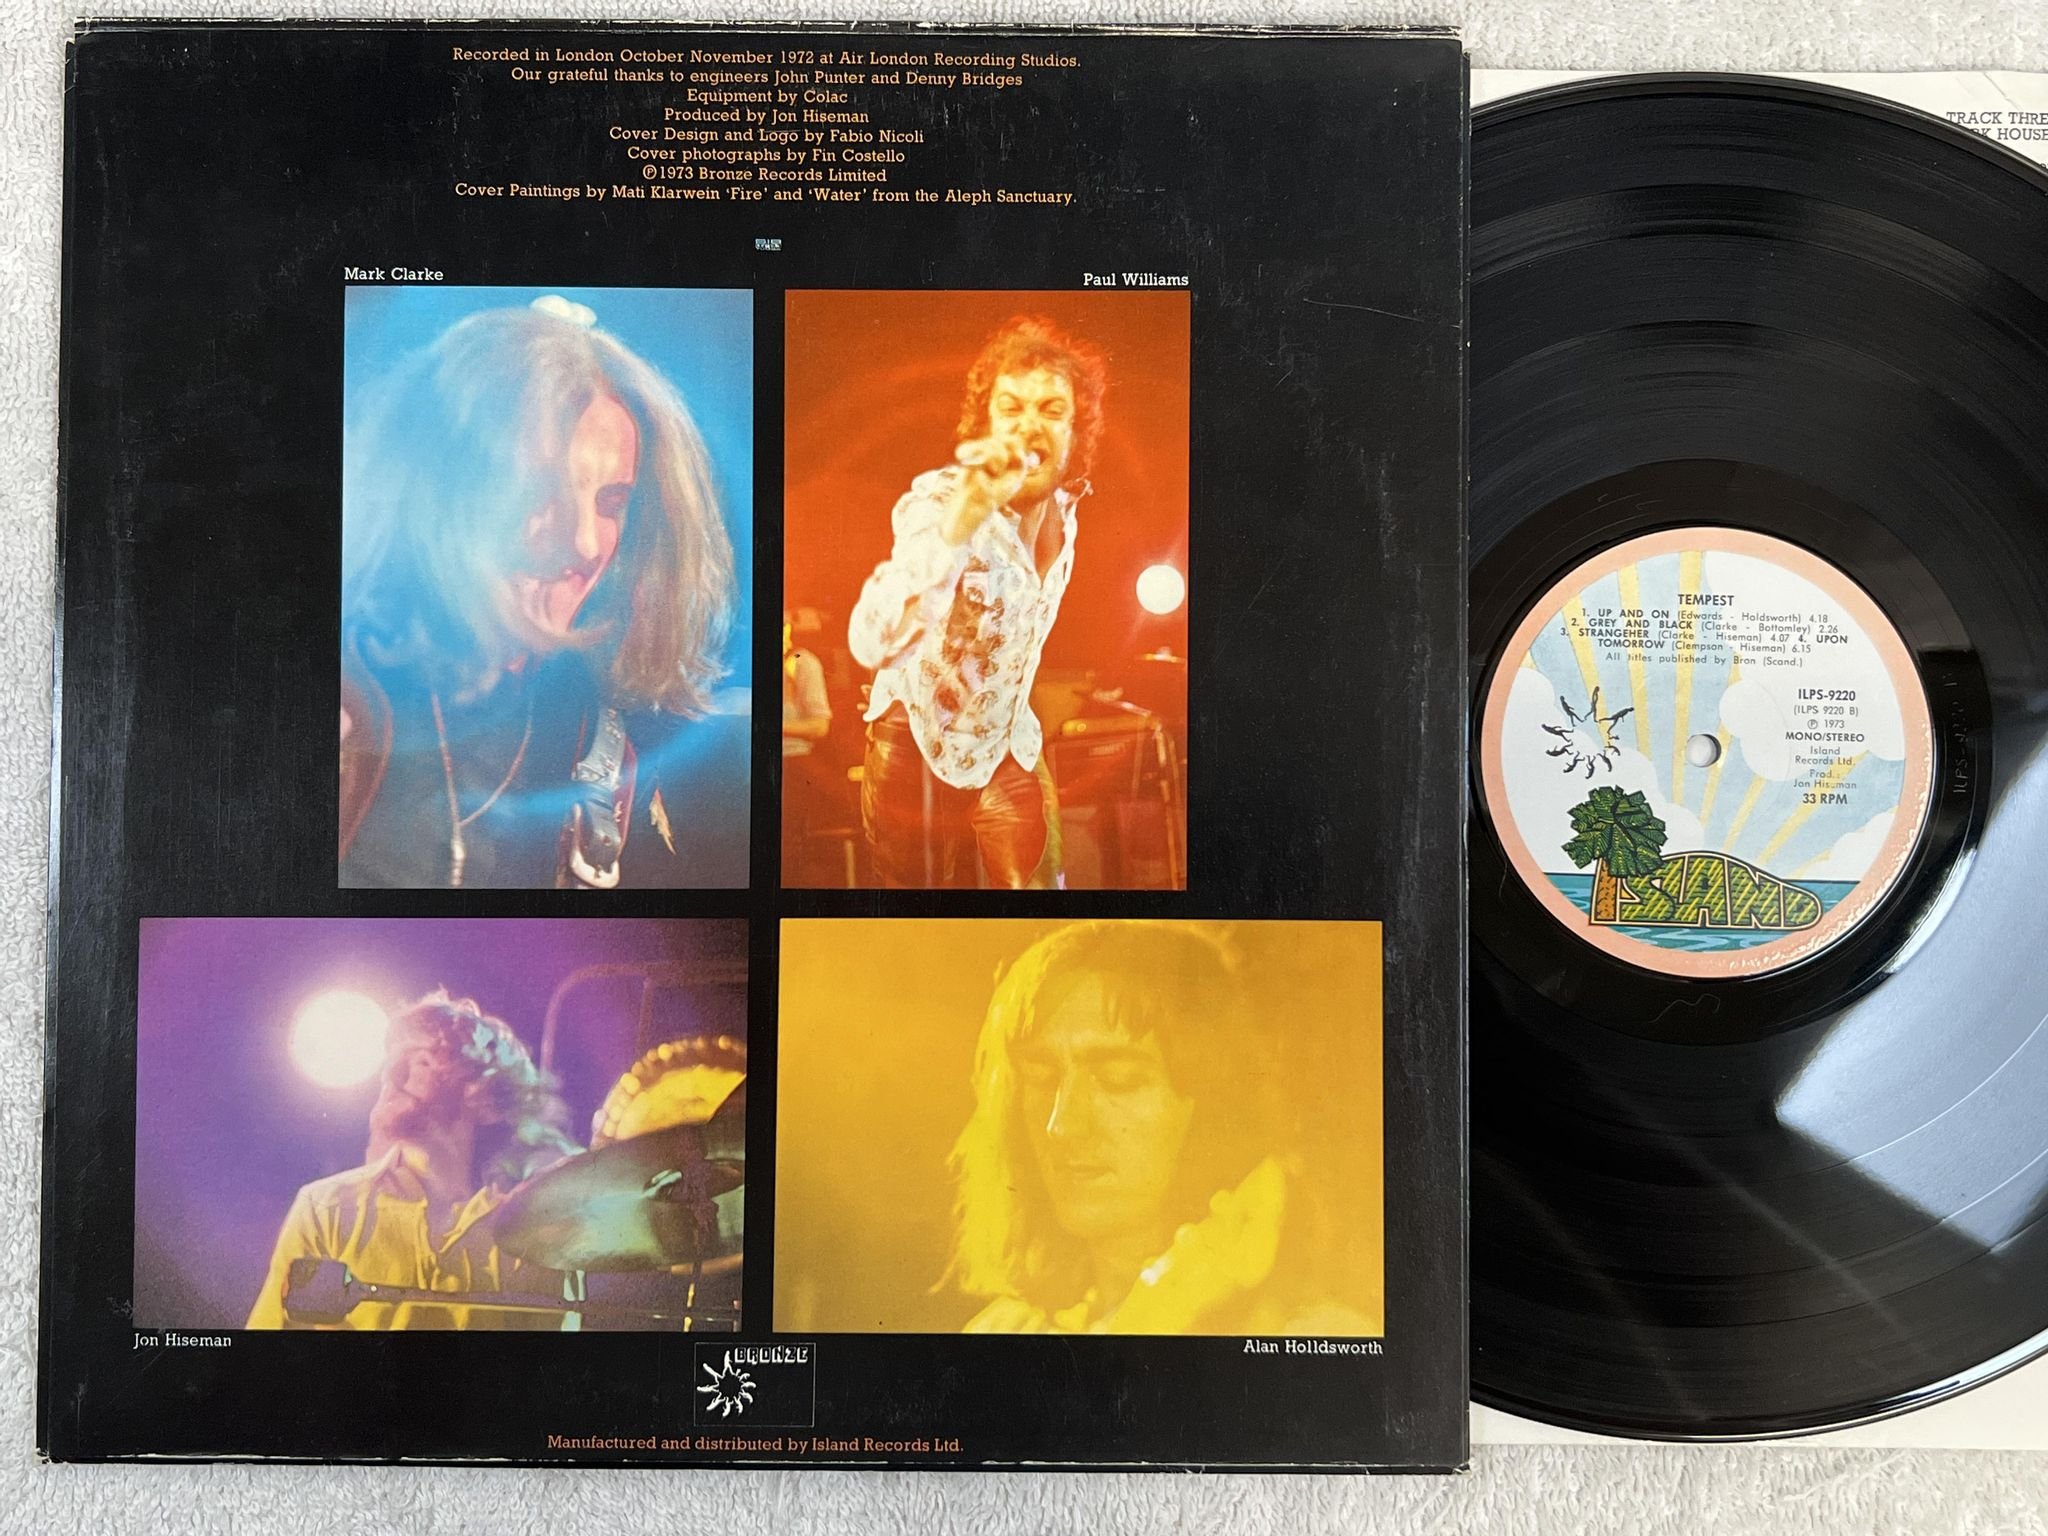 Recorded in London October November 1972 at Air London Recording Studios.
Our grateful thanks to engineers John Punter and Denny Bridges
Equipment by Colac
Produced by Jon Hiseman
Cover Design and Logo by Fabio Nicoli
Cover photographs by Fin Costello
℗1973 Bronze Records Limited
Cover Paintings by Mati Klarwein ‘Fire’ and ‘Water’ from the Aleph Sanctuary.
Mark Clarke
Paul Williams
Jon Hiseman
Alan Holldsworth
BRONZE
Manufactured and distributed by Island Records Ltd.
TRACK THRE
HOUSE
TEMPEST
1. UP AND ON (Edwards - Holdsworth) 4.18
2. GREY AND BLACK (Clarke - Bottomley) 2.26
3. STRANGEHER (Clarke - Hiseman) 4.07 4. UPON
TOMORROW (Clempson - Hiseman) 6.15
All titles published by Bron (Scand.)
ILPS-9220
(ILPS 9220 B)
℗ 1973
MONO/STEREO
Island
Records Ltd.
Prod.:
Jon Hiseman
33 RPM
ISLAND